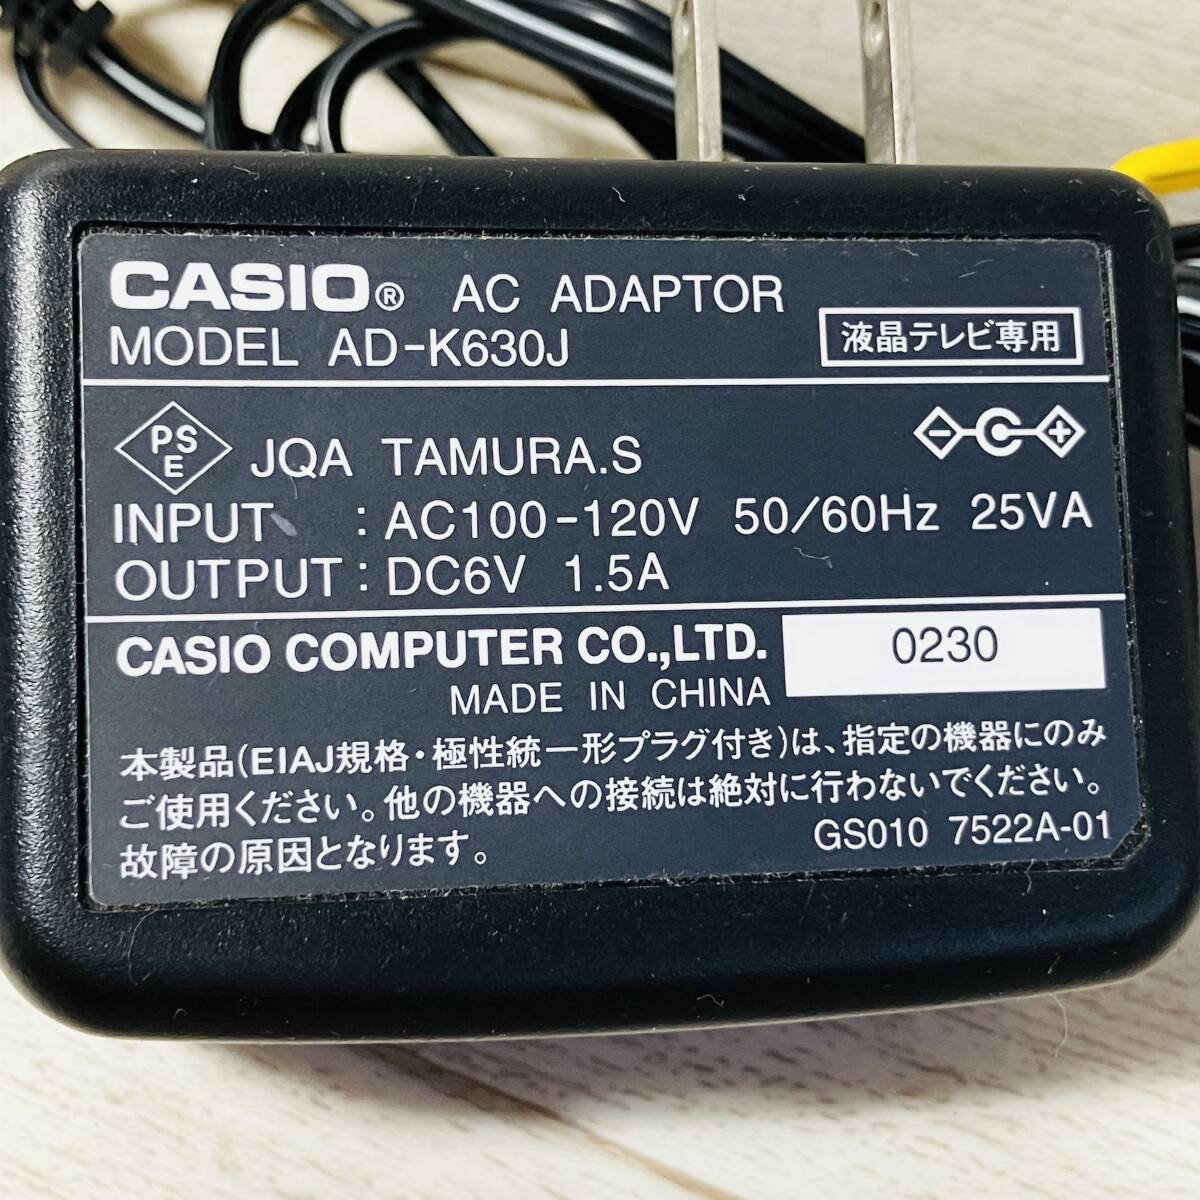 CASIO® AC ADAPTOR
MODEL AD-K630J
液晶テレビ専用
PSE JQA TAMURA.S
INPUT : AC100-120V 50/60Hz 25VA
OUTPUT : DC6V 1.5A
CASIO COMPUTER CO.,LTD.
0230
MADE IN CHINA
本製品(EIAJ規格・極性統一形プラグ付き)は、指定の機器にのみ
ご使用ください。他の機器への接続は絶対に行わないでください。
故障の原因となります。
GS010 7522A-01